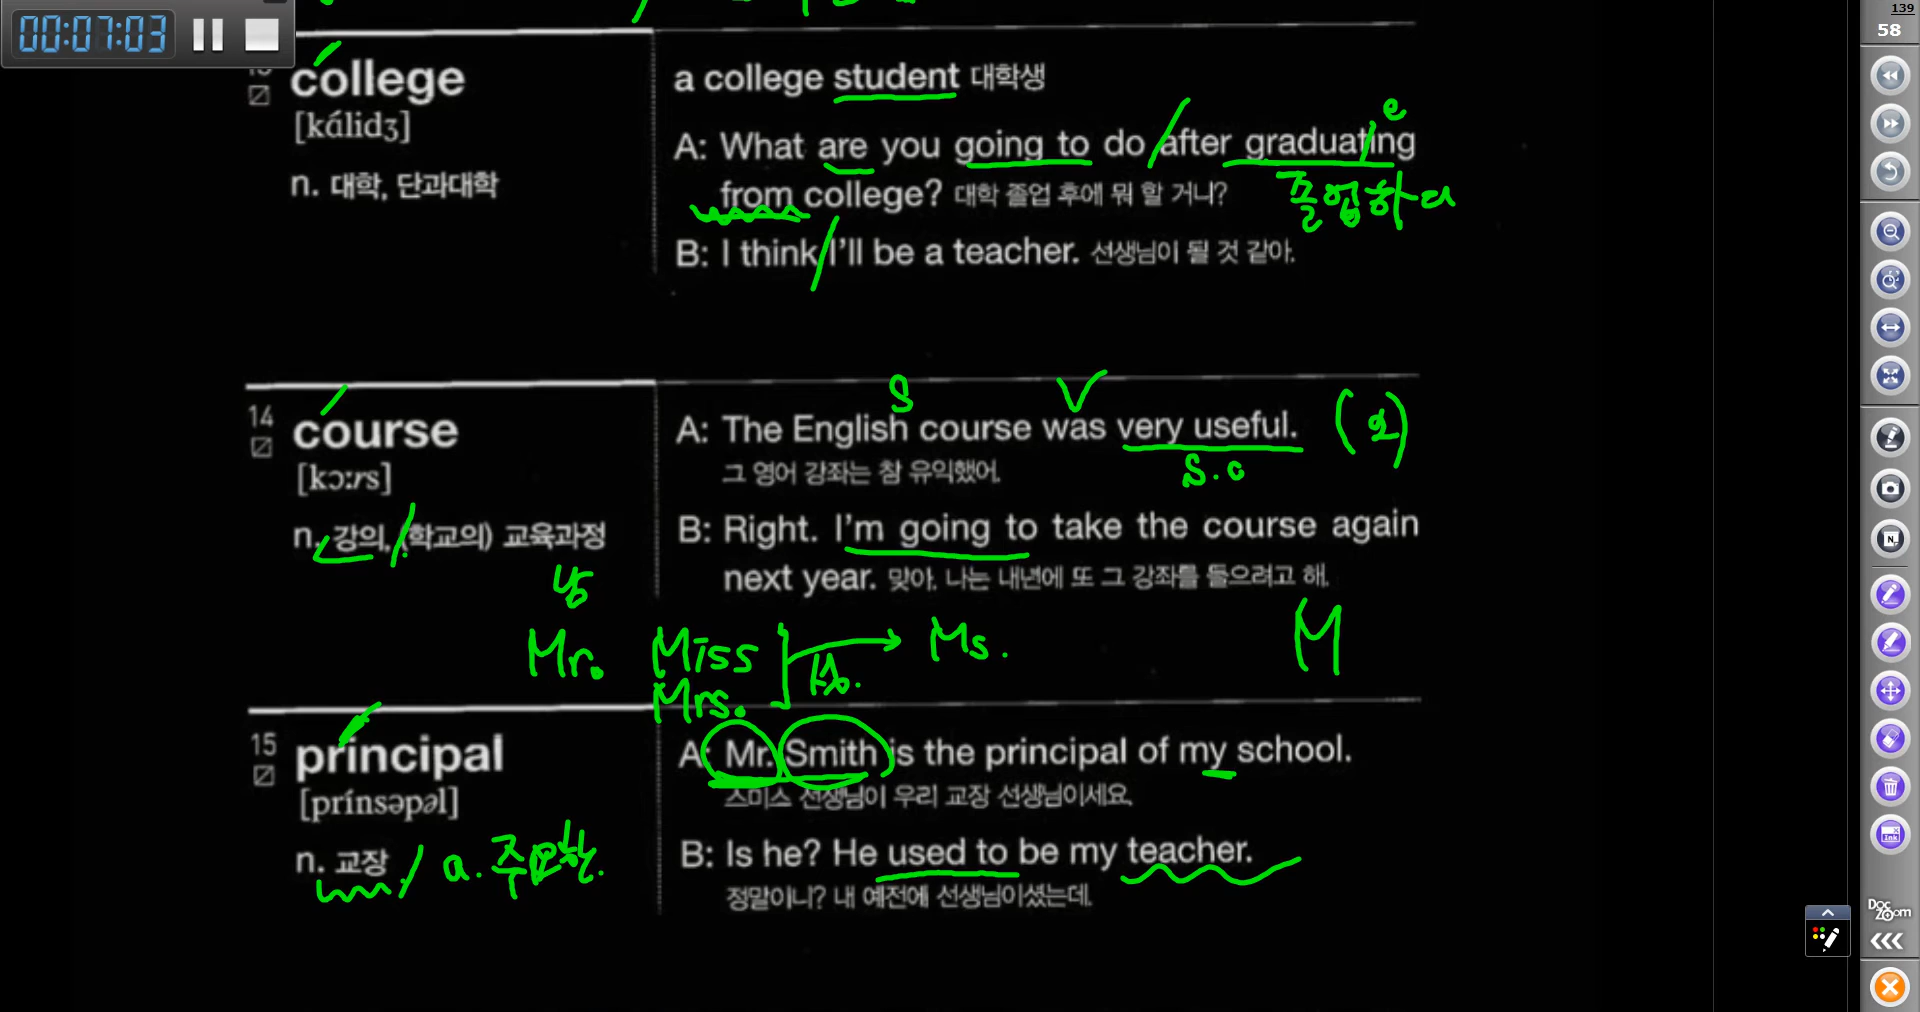 00:07:03
139
58
college
[kálidʒ]
n. 대학, 단과대학
a college student 대학생
A: What are you going to do after graduating
e
from college? 대학 졸업 후에 뭐 할 거니?
졸업하다
B: I think I'll be a teacher. 선생님이 될 것 같아.
S V
14
course
[kɔːrs]
n. 강의, (학교의) 교육과정
A: The English course was very useful. (2)
S.C
그 영어 강좌는 참 유익했어.
B: Right. I'm going to take the course again
next year. 맞아. 나는 내년에 또 그 강좌를 들으려고 해.
Mr. Miss Ms. M
Mrs.
15
principal
[prínsəpəl]
n. 교장 / a. 주요한.
A: Mr. Smith is the principal of my school.
스미스 선생님이 우리 교장 선생님이세요.
B: Is he? He used to be my teacher.
정말이니? 내 예전에 선생님이셨는데.
Doc
Zoom